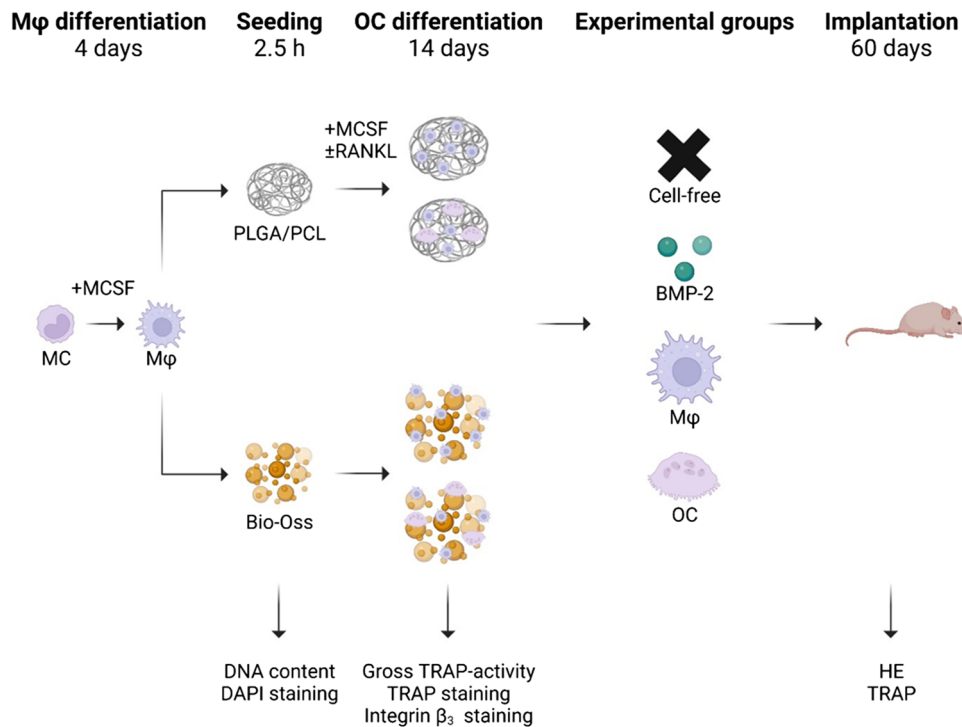 Mφ differentiation
4 days
Seeding
2.5 h
OC differentiation
14 days
Experimental groups
Implantation
60 days
+MCSF
±RANKL
PLGA/PCL
Cell-free
+MCSF
BMP-2
MC
Mφ
Mφ
Bio-Oss
OC
DNA content
DAPI staining
Gross TRAP-activity
TRAP staining
Integrin β₃ staining
HE
TRAP